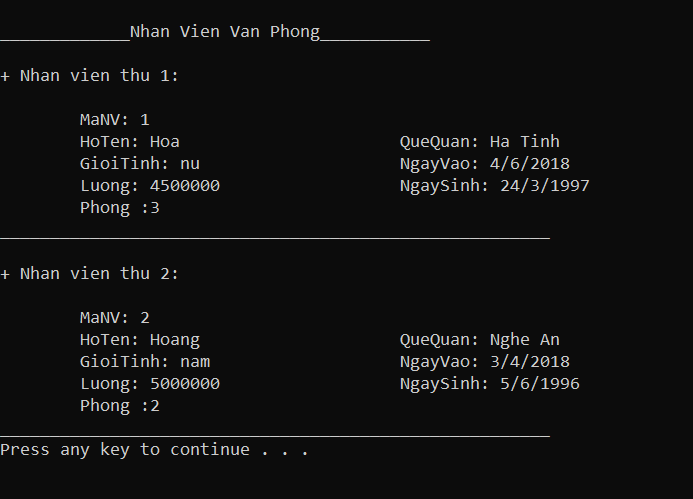 _____________Nhan Vien Van Phong___________
+ Nhan vien thu 1:
MaNV: 1
HoTen: Hoa QueQuan: Ha Tinh
GioiTinh: nu NgayVao: 4/6/2018
Luong: 4500000 NgaySinh: 24/3/1997
Phong :3
_______________________________________________________
+ Nhan vien thu 2:
MaNV: 2
HoTen: Hoang QueQuan: Nghe An
GioiTinh: nam NgayVao: 3/4/2018
Luong: 5000000 NgaySinh: 5/6/1996
Phong :2
_______________________________________________________
Press any key to continue . . .